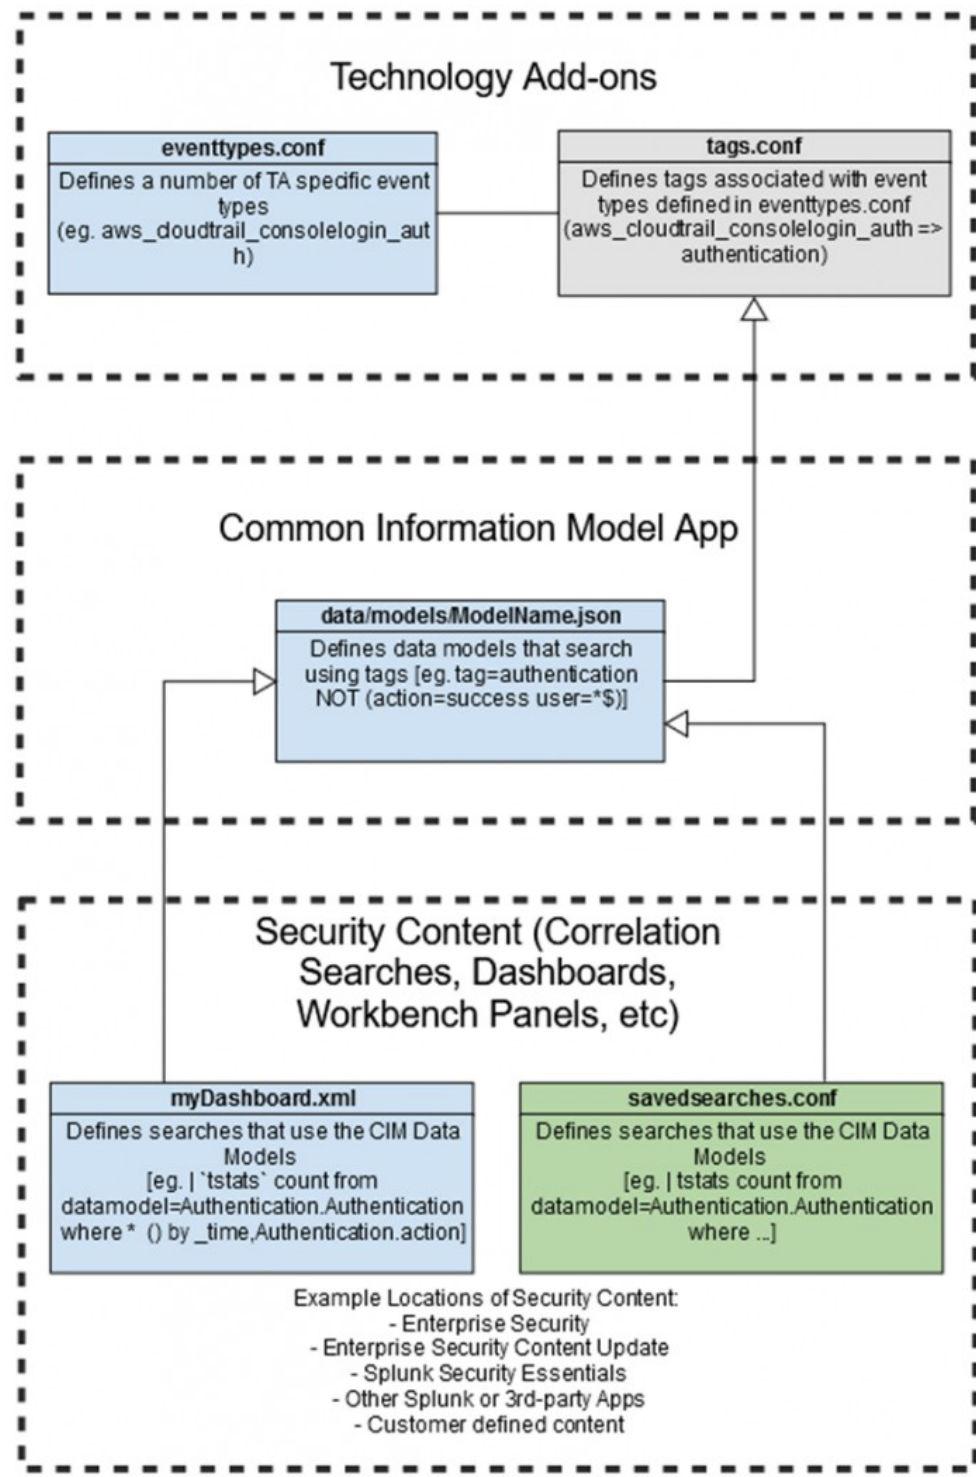 Technology Add-ons
eventtypes.conf
Defines a number of TA specific event
types
(eg. aws_cloudtrail_consolelogin_aut
h)
tags.conf
Defines tags associated with event
types defined in eventtypes.conf
(aws_cloudtrail_consolelogin_auth =>
authentication)
Common Information Model App
data/models/ModelName.json
Defines data models that search
using tags [eg. tag=authentication
NOT (action=success user=*$)]
Security Content (Correlation
Searches, Dashboards,
Workbench Panels, etc)
myDashboard.xml
Defines searches that use the CIM Data
Models
[eg. | `tstats` count from
datamodel=Authentication.Authentication
where * () by _time,Authentication.action]
savedsearches.conf
Defines searches that use the CIM Data
Models
[eg. | tstats count from
datamodel=Authentication.Authentication
where ...]
Example Locations of Security Content:
- Enterprise Security
- Enterprise Security Content Update
- Splunk Security Essentials
- Other Splunk or 3rd-party Apps
- Customer defined content